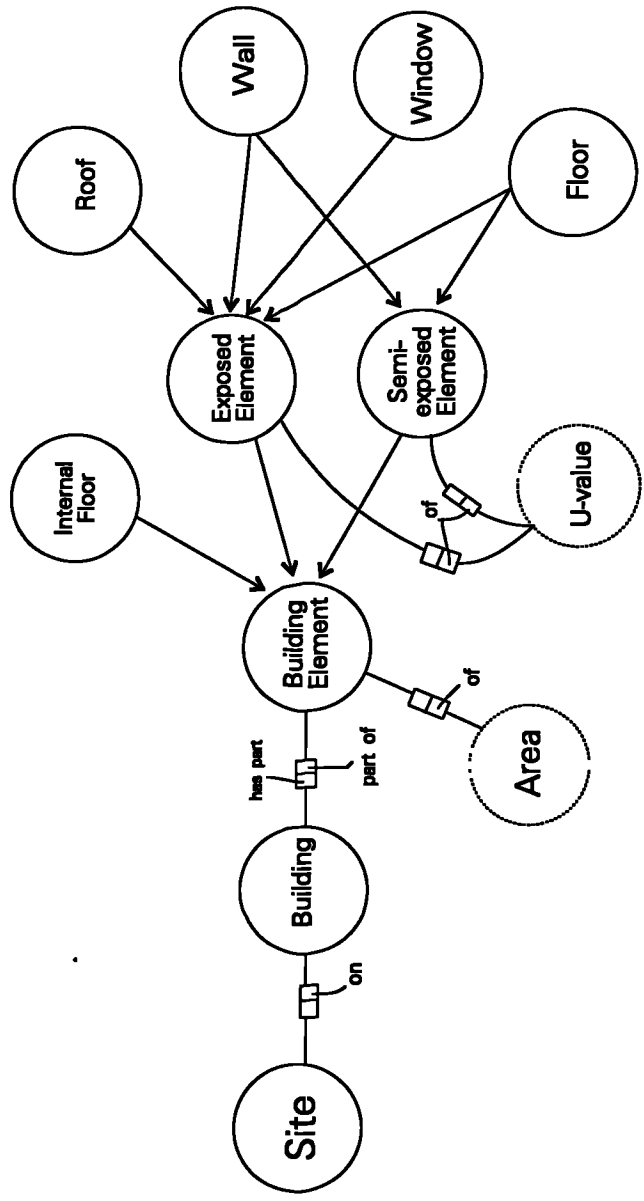 Site
on
Building
has part
part of
Building
Element
Area
of
Internal
Floor
Exposed
Element
Semi-
exposed
Element
of
U-value
Roof
Wall
Window
Floor